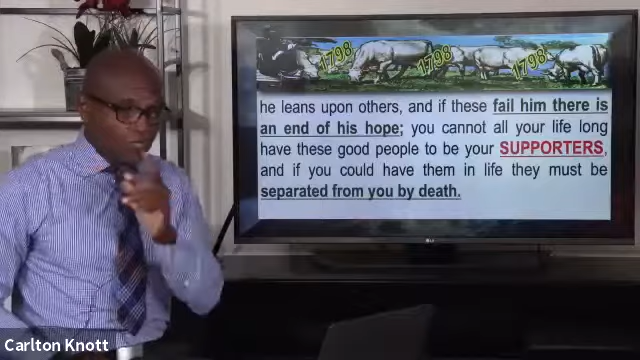 1798
1798
1798
he leans upon others, and if these fail him there is
an end of his hope; you cannot all your life long
have these good people to be your SUPPORTERS,
and if you could have them in life they must be
separated from you by death.
LG
Carlton Knott